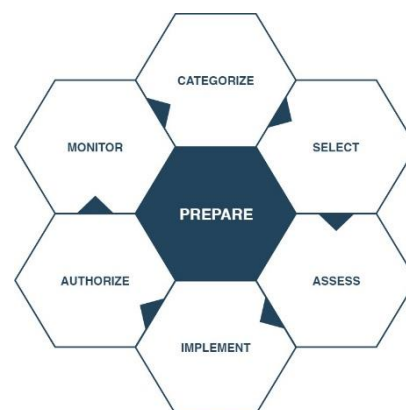 CATEGORIZE
MONITOR
SELECT
PREPARE
AUTHORIZE
ASSESS
IMPLEMENT